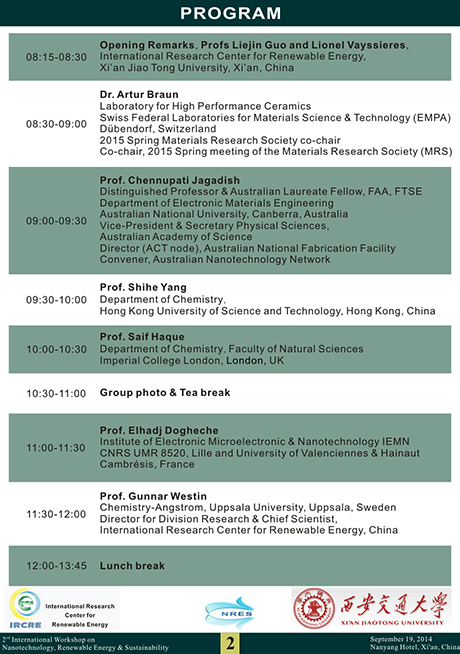 PROGRAM
08:15-08:30
Opening Remarks, Profs Liejin Guo and Lionel Vayssieres,
International Research Center for Renewable Energy,
Xi'an Jiao Tong University, Xi'an, China
08:30-09:00
Dr. Artur Braun
Laboratory for High Performance Ceramics
Swiss Federal Laboratories for Materials Science & Technology (EMPA)
Dübendorf, Switzerland
2015 Spring Materials Research Society co-chair
Co-chair, 2015 Spring meeting of the Materials Research Society (MRS)
09:00-09:30
Prof. Chennupati Jagadish
Distinguished Professor & Australian Laureate Fellow, FAA, FTSE
Department of Electronic Materials Engineering
Australian National University, Canberra, Australia
Vice-President & Secretary Physical Sciences,
Australian Academy of Science
Director (ACT node), Australian National Fabrication Facility
Convener, Australian Nanotechnology Network
09:30-10:00
Prof. Shihe Yang
Department of Chemistry,
Hong Kong University of Science and Technology, Hong Kong, China
10:00-10:30
Prof. Saif Haque
Department of Chemistry, Faculty of Natural Sciences
Imperial College London, London, UK
10:30-11:00
Group photo & Tea break
11:00-11:30
Prof. Elhadj Dogheche
Institute of Electronic Microelectronic & Nanotechnology IEMN
CNRS UMR 8520, Lille and University of Valenciennes & Hainaut
Cambrésis, France
11:30-12:00
Prof. Gunnar Westin
Chemistry-Angstrom, Uppsala University, Uppsala, Sweden
Director for Division Research & Chief Scientist,
International Research Center for Renewable Energy, China
12:00-13:45
Lunch break
IRCRE
International Research
Center for
Renewable Energy
NRES
西安交通大学
XI'AN JIAOTONG UNIVERSITY
2nd International Workshop on
Nanotechnology, Renewable Energy & Sustainability
2
September 19, 2014
Nanyang Hotel, Xi'an, China